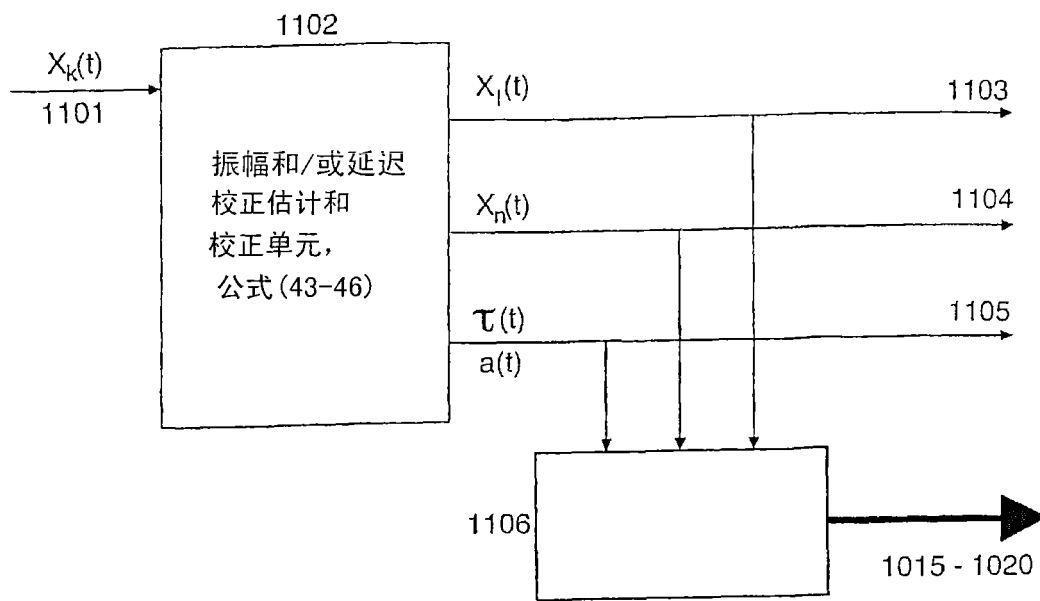 1102
X_k(t)
1101
振幅和/或延迟
校正估计和
校正单元,
公式(43-46)
X_l(t)
1103
X_n(t)
1104
τ(t)
a(t)
1105
1106
1015 - 1020